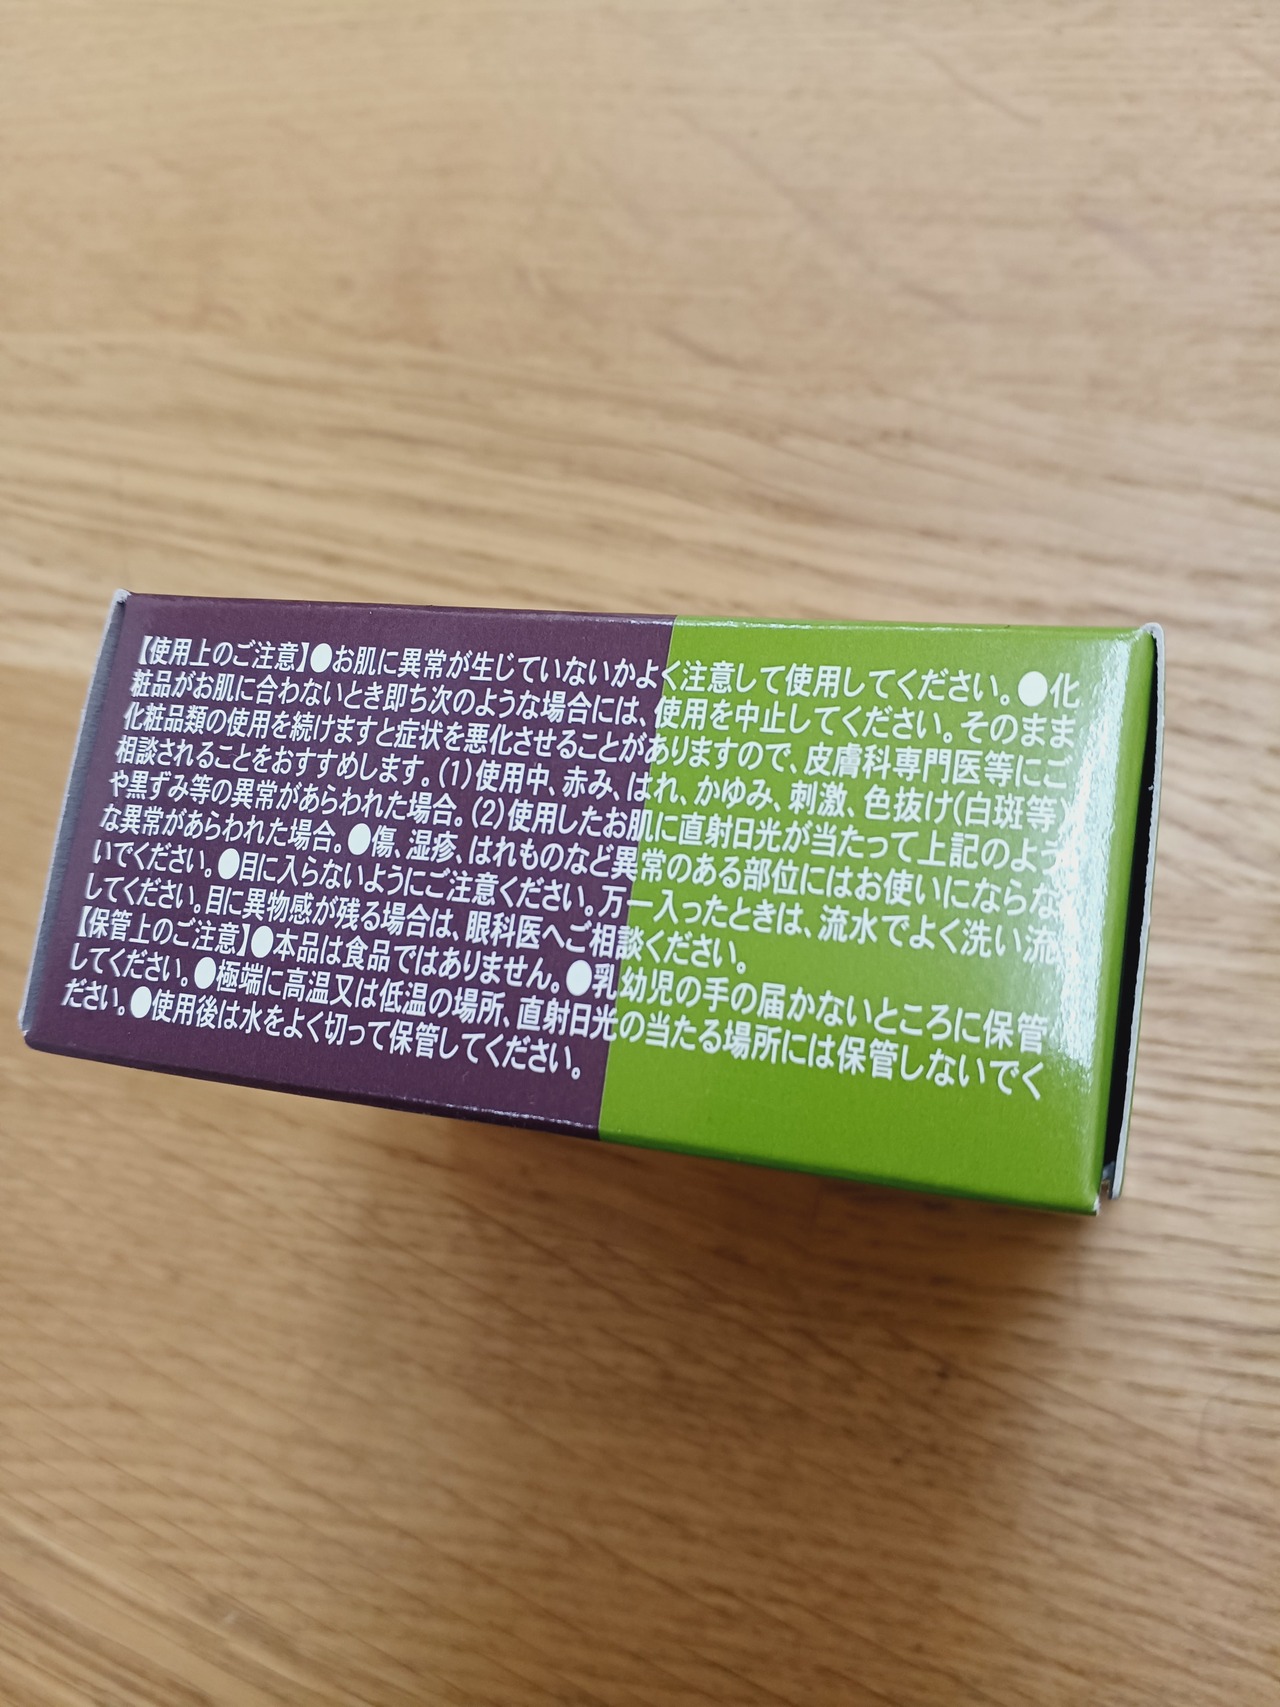 【使用上のご注意】●お肌に異常が生じていないかよく注意して使用してください。●化
粧品がお肌に合わないとき即ち次のような場合には、使用を中止してください。そのまま
化粧品類の使用を続けますと症状を悪化させることがありますので、皮膚科専門医等にご
相談されることをおすすめします。(1)使用中、赤み、はれ、かゆみ、刺激、色抜け(白斑等)
や黒ずみ等の異常があらわれた場合。(2)使用したお肌に直射日光が当たって上記のよう
な異常があらわれた場合。●傷、湿疹、はれものなど異常のある部位にはお使いにならな
いでください。●目に入らないようにご注意ください。万一入ったときは、流水でよく洗い流
してください。目に異物感が残る場合は、眼科医へご相談ください。
【保管上のご注意】●本品は食品ではありません。●乳幼児の手の届かないところに保管
してください。●極端に高温又は低温の場所、直射日光の当たる場所には保管しないでく
ださい。●使用後は水をよく切って保管してください。